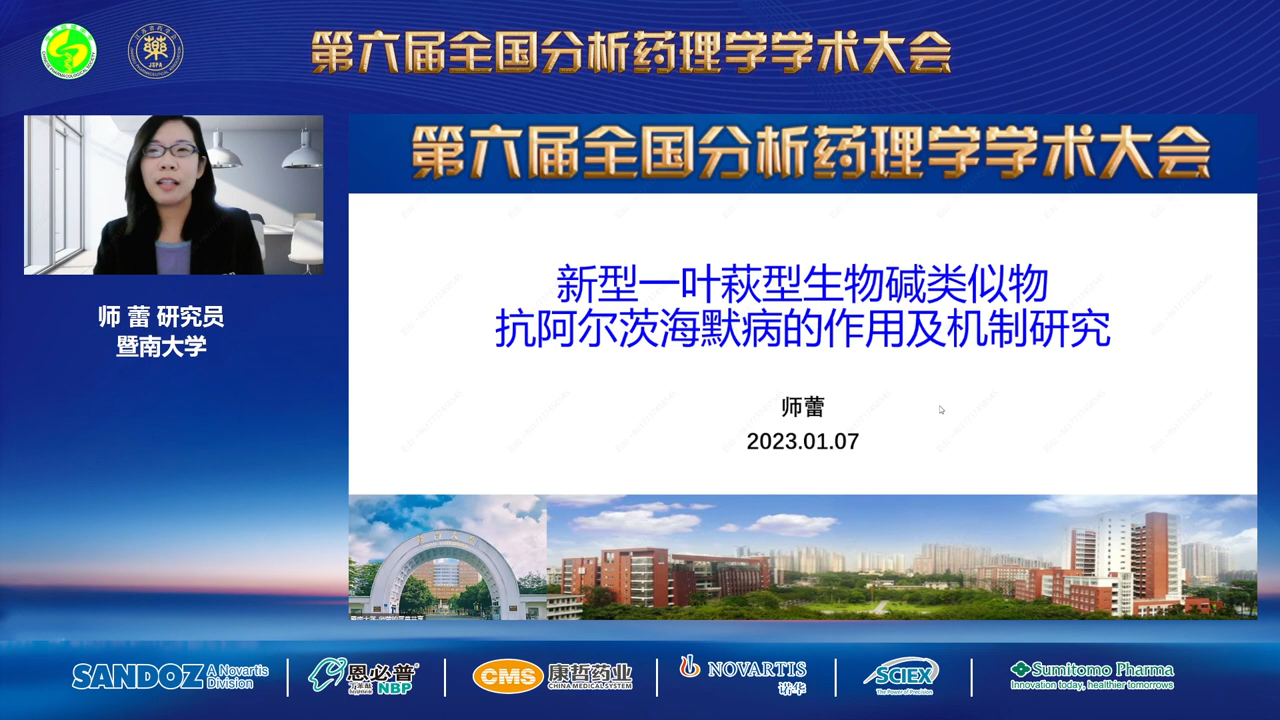 第六届全国分析药理学学术大会
第六届全国分析药理学学术大会
师 蕾 研究员
暨南大学
新型一叶萩型生物碱类似物
抗阿尔茨海默病的作用及机制研究
师蕾
2023.01.07
SANDOZ A Novartis Division
恩必普 NBP
CMS 康哲药业
CHINA MEDICAL SYSTEM
NOVARTIS
诺华
SCIEX
The Power of Precision
Sumitomo Pharma
Innovation today, healthier tomorrows